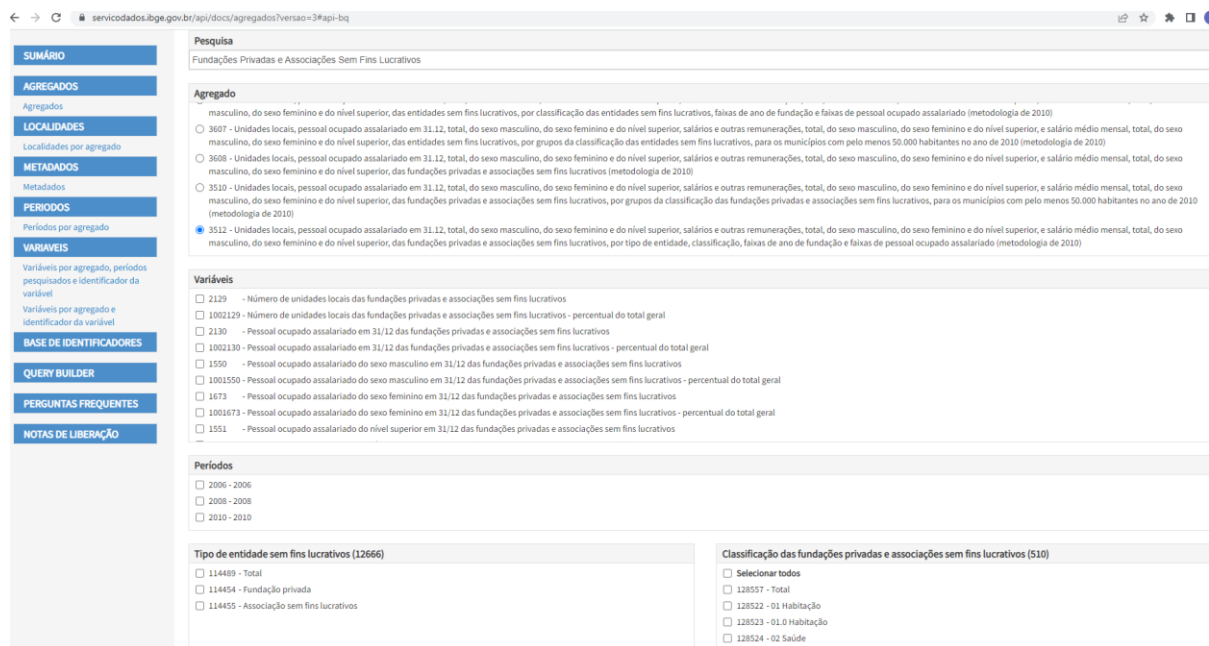 servicodados.ibge.gov.br/api/docs/agregados?versao=3#api-bq
SUMÁRIO
AGREGADOS
Agregados
LOCALIDADES
Localidades por agregado
METADADOS
Metadados
PERIODOS
Períodos por agregado
VARIAVEIS
Variáveis por agregado, períodos
pesquisados e identificador da
variável
Variáveis por agregado e
identificador da variável
BASE DE IDENTIFICADORES
QUERY BUILDER
PERGUNTAS FREQUENTES
NOTAS DE LIBERAÇÃO
Pesquisa
Fundações Privadas e Associações Sem Fins Lucrativos
Agregado
masculino, do sexo feminino e do nível superior, das entidades sem fins lucrativos, por classificação das entidades sem fins lucrativos, faixas de ano de fundação e faixas de pessoal ocupado assalariado (metodologia de 2010)
3607 - Unidades locais, pessoal ocupado assalariado em 31.12, total, do sexo masculino, do sexo feminino e do nível superior, salários e outras remunerações, total, do sexo masculino, do sexo feminino e do nível superior, e salário médio mensal, total, do sexo
masculino, do sexo feminino e do nível superior, das entidades sem fins lucrativos, por grupos da classificação das entidades sem fins lucrativos, para os municípios com pelo menos 50.000 habitantes no ano de 2010 (metodologia de 2010)
3608 - Unidades locais, pessoal ocupado assalariado em 31.12, total, do sexo masculino, do sexo feminino e do nível superior, salários e outras remunerações, total, do sexo masculino, do sexo feminino e do nível superior, e salário médio mensal, total, do sexo
masculino, do sexo feminino e do nível superior, das fundações privadas e associações sem fins lucrativos (metodologia de 2010)
3510 - Unidades locais, pessoal ocupado assalariado em 31.12, total, do sexo masculino, do sexo feminino e do nível superior, salários e outras remunerações, total, do sexo masculino, do sexo feminino e do nível superior, e salário médio mensal, total, do sexo
masculino, do sexo feminino e do nível superior, das fundações privadas e associações sem fins lucrativos, por grupos da classificação das fundações privadas e associações sem fins lucrativos, para os municípios com pelo menos 50.000 habitantes no ano de 2010
(metodologia de 2010)
3512 - Unidades locais, pessoal ocupado assalariado em 31.12, total, do sexo masculino, do sexo feminino e do nível superior, salários e outras remunerações, total, do sexo masculino, do sexo feminino e do nível superior, e salário médio mensal, total, do sexo
masculino, do sexo feminino e do nível superior, das fundações privadas e associações sem fins lucrativos, por tipo de entidade, classificação, faixas de ano de fundação e faixas de pessoal ocupado assalariado (metodologia de 2010)
Variáveis
2129 - Número de unidades locais das fundações privadas e associações sem fins lucrativos
1002129 - Número de unidades locais das fundações privadas e associações sem fins lucrativos - percentual do total geral
2130 - Pessoal ocupado assalariado em 31/12 das fundações privadas e associações sem fins lucrativos
1002130 - Pessoal ocupado assalariado em 31/12 das fundações privadas e associações sem fins lucrativos - percentual do total geral
1550 - Pessoal ocupado assalariado do sexo masculino em 31/12 das fundações privadas e associações sem fins lucrativos
1001550 - Pessoal ocupado assalariado do sexo masculino em 31/12 das fundações privadas e associações sem fins lucrativos - percentual do total geral
1673 - Pessoal ocupado assalariado do sexo feminino em 31/12 das fundações privadas e associações sem fins lucrativos
1001673 - Pessoal ocupado assalariado do sexo feminino em 31/12 das fundações privadas e associações sem fins lucrativos - percentual do total geral
1551 - Pessoal ocupado assalariado do nível superior em 31/12 das fundações privadas e associações sem fins lucrativos
Períodos
2006 - 2006
2008 - 2008
2010 - 2010
Tipo de entidade sem fins lucrativos (12666)
114489 - Total
114454 - Fundação privada
114455 - Associação sem fins lucrativos
Classificação das fundações privadas e associações sem fins lucrativos (510)
Selecionar todos
128557 - Total
128522 - 01 Habitação
128523 - 01.0 Habitação
128524 - 02 Saúde